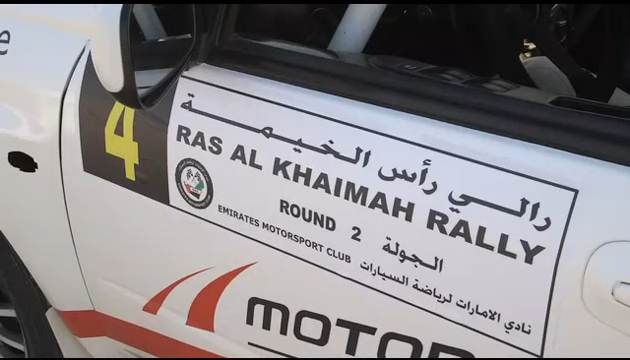 e
4
رالي رأس الخيمة
RAS AL KHAIMAH RALLY
ROUND 2 الجولة
EMIRATES MOTORSPORT CLUB نادي الامارات لرياضة السيارات
MOTOR